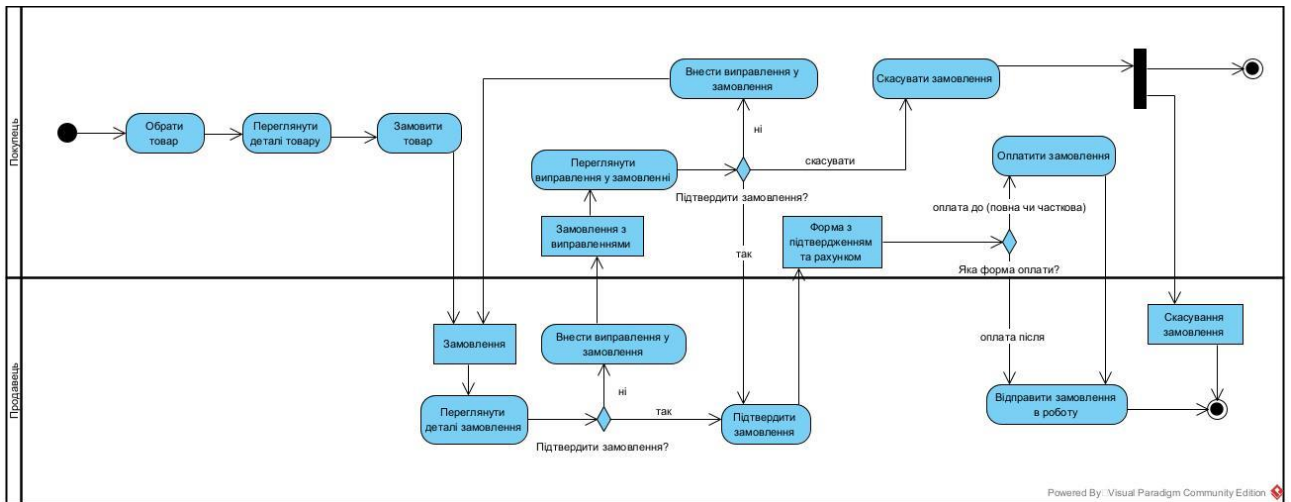 Покупець
Обрати
товар
Переглянути
деталі товару
Замовити
товар
Внести виправлення у
замовлення
Скасувати замовлення
ні
Переглянути
виправлення у замовленні
скасувати
Підтвердити замовлення?
Оплатити замовлення
оплата до (повна чи часткова)
Замовлення з
виправленнями
так
Форма з
підтвердженням
та рахунком
Яка форма оплати?
Продавець
Замовлення
Внести виправлення у
замовлення
оплата після
Скасування
замовлення
ні
Переглянути
деталі замовлення
так
Підтвердити замовлення?
Підтвердити
замовлення
Відправити замовлення
в роботу
Powered By: Visual Paradigm Community Edition